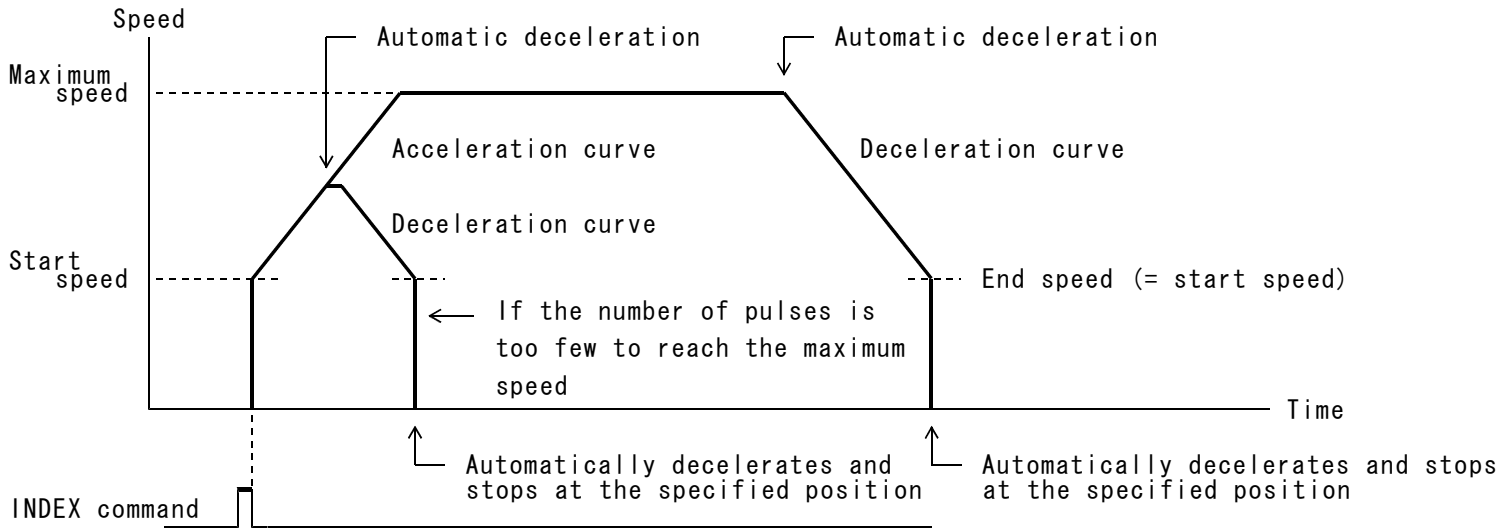 Speed
Automatic deceleration
Automatic deceleration
Maximum
speed
Acceleration curve
Deceleration curve
Deceleration curve
Start
speed
End speed (= start speed)
If the number of pulses is
too few to reach the maximum
speed
Time
Automatically decelerates and
stops at the specified position
Automatically decelerates and stops
at the specified position
INDEX command